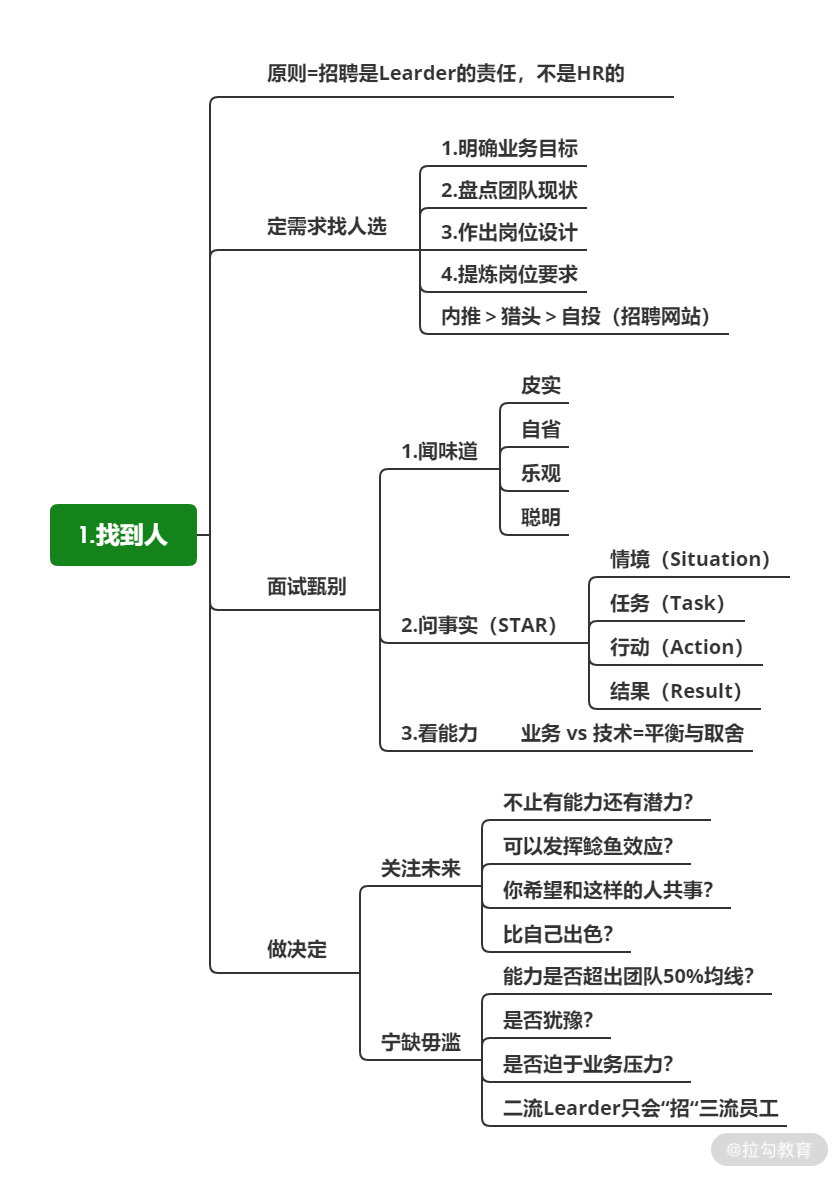 原则=招聘是Learder的责任，不是HR的
1.明确业务目标
2.盘点团队现状
定需求找人选
3.作出岗位设计
4.提炼岗位要求
内推 > 猎头 > 自投（招聘网站）
皮实
自省
1.闻味道
乐观
聪明
1.找到人
情境（Situation）
面试甄别
任务（Task）
2.问事实（STAR）
行动（Action）
结果（Result）
3.看能力
业务 vs 技术=平衡与取舍
不止有能力还有潜力？
可以发挥鲶鱼效应？
关注未来
你希望和这样的人共事？
比自己出色？
做决定
能力是否超出团队50%均线？
是否犹豫？
宁缺毋滥
是否迫于业务压力？
二流Learder只会“招“三流员工
@拉勾教育